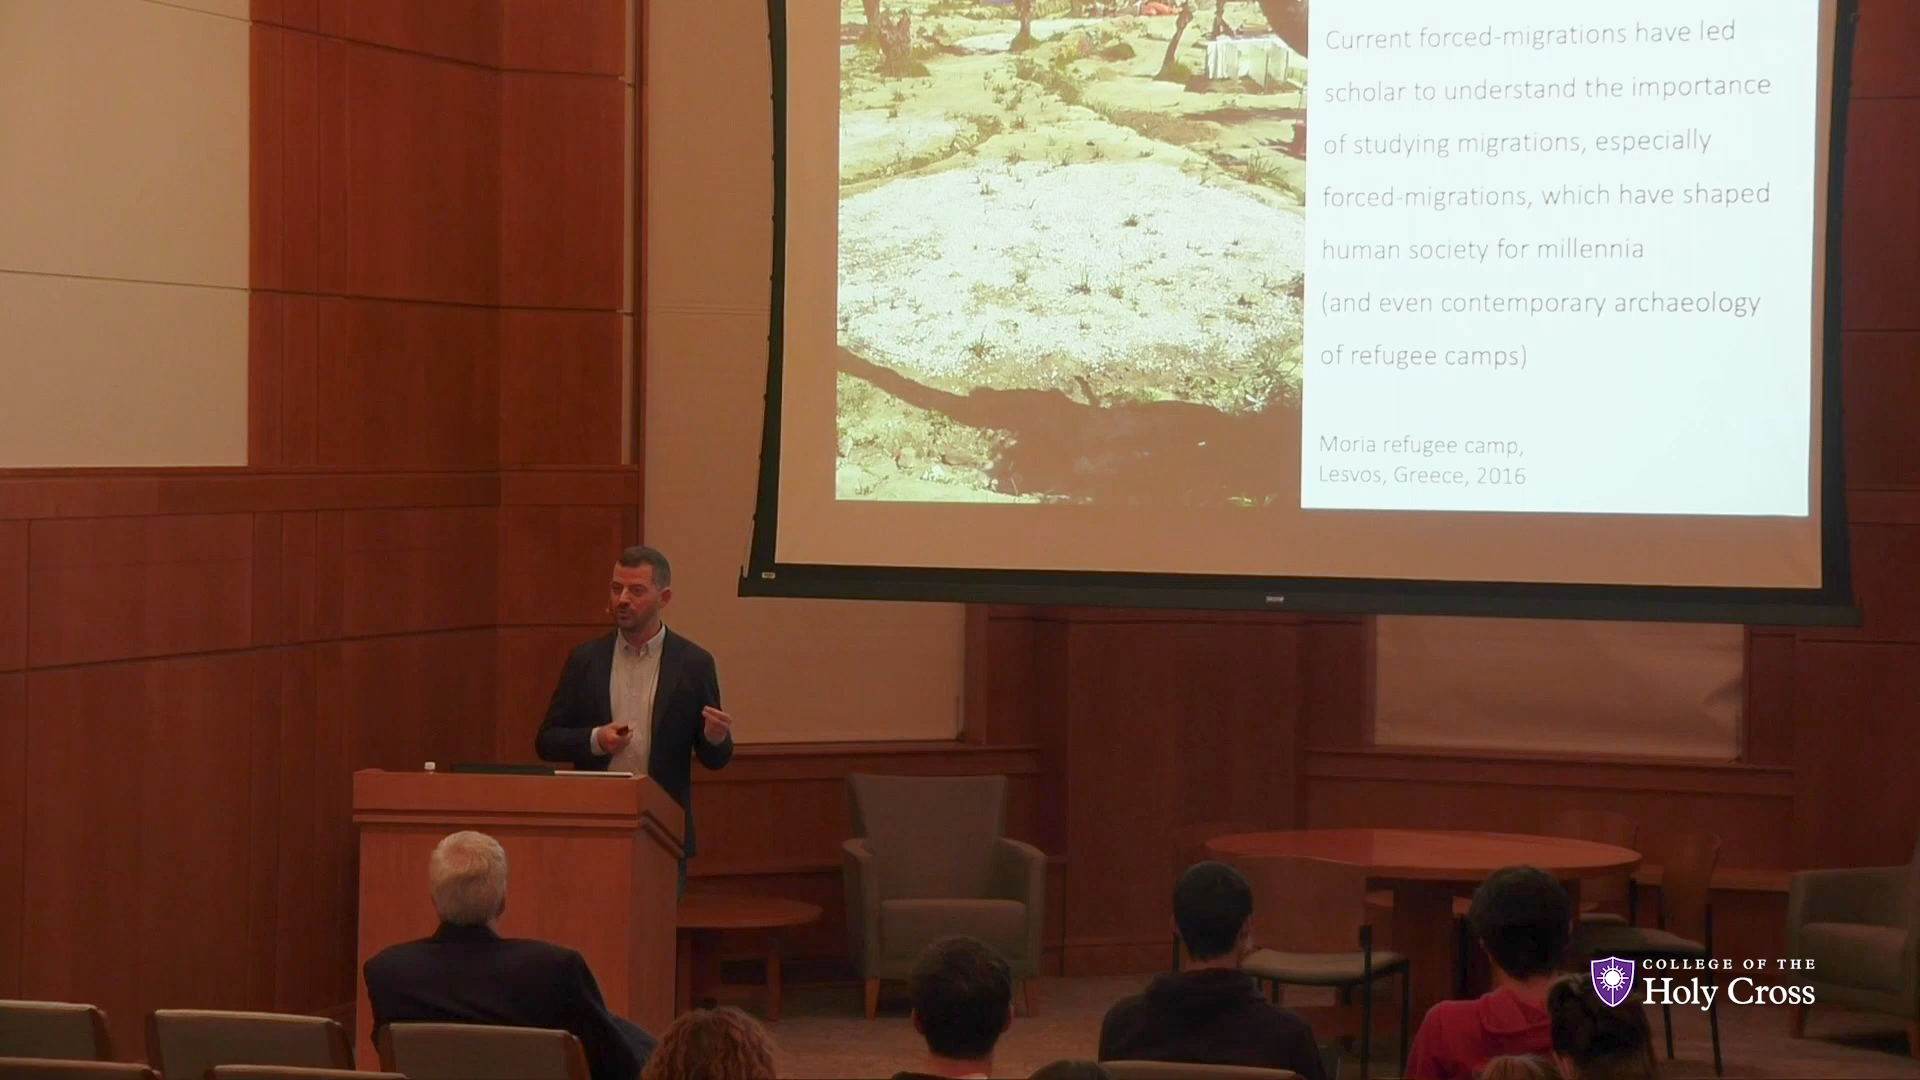 Current forced-migrations have led
scholar to understand the importance
of studying migrations, especially
forced-migrations, which have shaped
human society for millennia
(and even contemporary archaeology
of refugee camps)
Moria refugee camp,
Lesvos, Greece, 2016
COLLEGE OF THE
Holy Cross